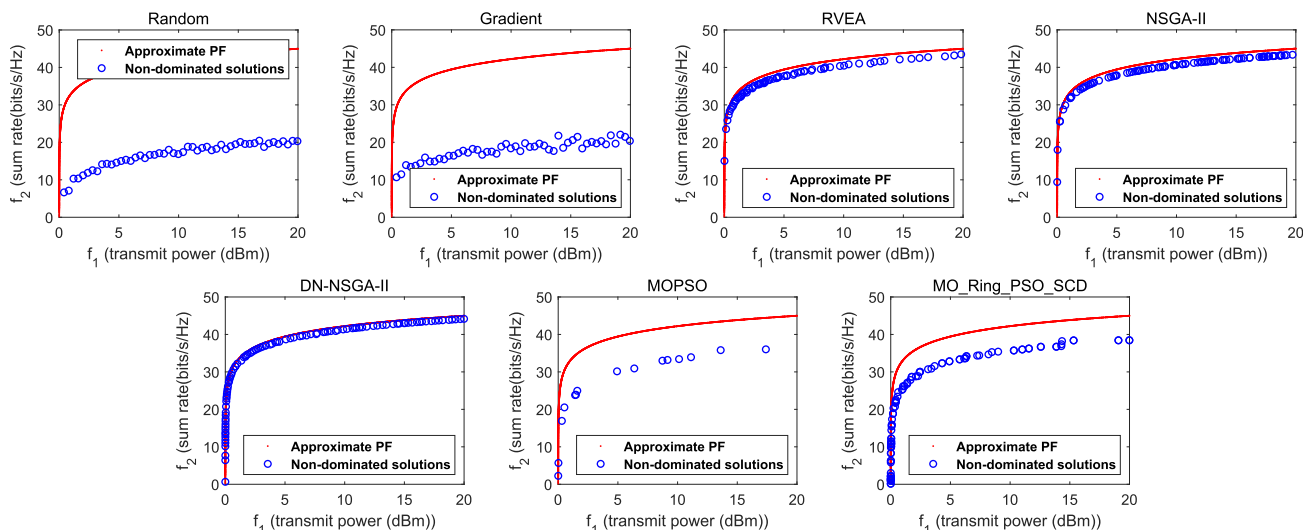 Random
50
40
30
20
10
0
f2 (sum rate(bits/s/Hz)
Approximate PF
Non-dominated solutions
0 5 10 15 20
f1 (transmit power (dBm))
Gradient
50
40
30
20
10
0
f2 (sum rate(bits/s/Hz)
Approximate PF
Non-dominated solutions
0 5 10 15 20
f1 (transmit power (dBm))
RVEA
50
40
30
20
10
0
f2 (sum rate(bits/s/Hz)
Approximate PF
Non-dominated solutions
0 5 10 15 20
f1 (transmit power (dBm))
NSGA-II
50
40
30
20
10
0
f2 (sum rate(bits/s/Hz)
Approximate PF
Non-dominated solutions
0 5 10 15 20
f1 (transmit power (dBm))
DN-NSGA-II
50
40
30
20
10
0
f2 (sum rate(bits/s/Hz)
Approximate PF
Non-dominated solutions
0 5 10 15 20
f1 (transmit power (dBm))
MOPSO
50
40
30
20
10
0
f2 (sum rate(bits/s/Hz)
Approximate PF
Non-dominated solutions
0 5 10 15 20
f1 (transmit power (dBm))
MO_Ring_PSO_SCD
50
40
30
20
10
0
f2 (sum rate(bits/s/Hz)
Approximate PF
Non-dominated solutions
0 5 10 15 20
f1 (transmit power (dBm))